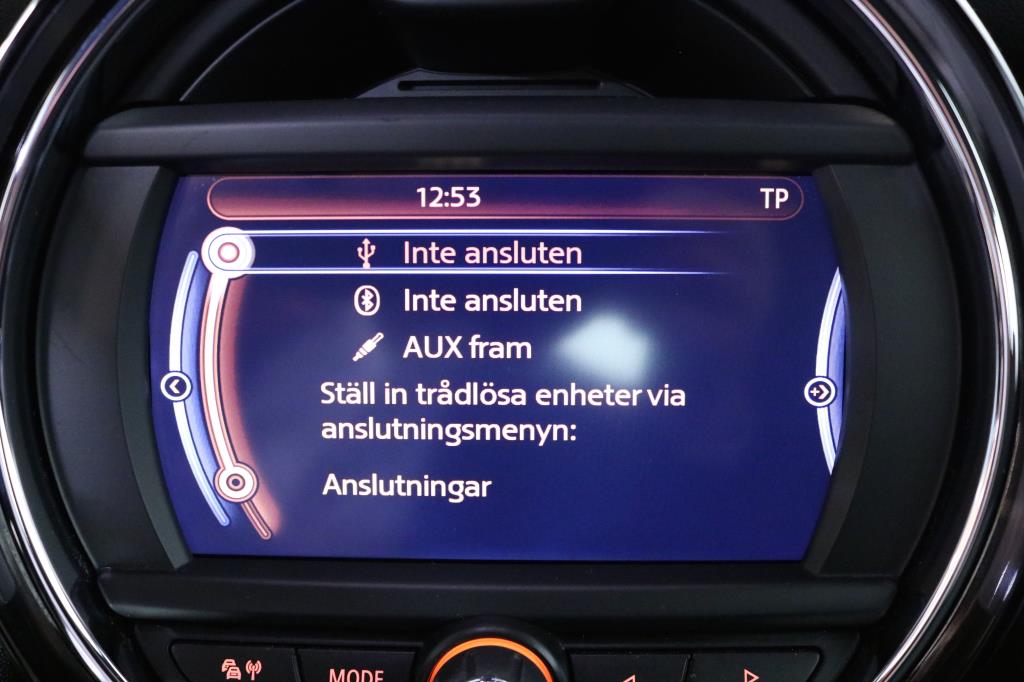 12:53 TP
Inte ansluten
Inte ansluten
AUX fram
Ställ in trådlösa enheter via
anslutningsmenyn:
Anslutningar
MODE